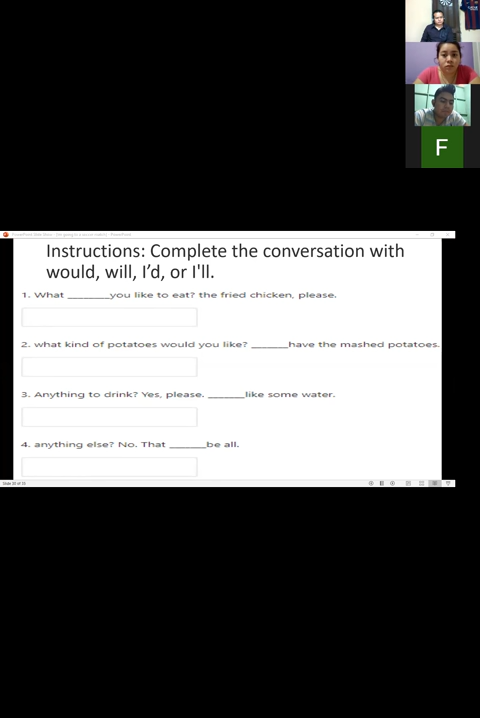 F
Instructions: Complete the conversation with
would, will, I’d, or I'll.
1. What ________you like to eat? the fried chicken, please.
2. what kind of potatoes would you like? _______have the mashed potatoes.
3. Anything to drink? Yes, please. _______like some water.
4. anything else? No. That _______be all.